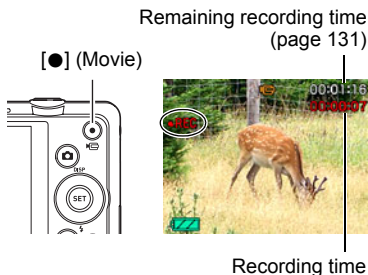 Remaining recording time
(page 131)
[●] (Movie)
00:01:16
00:00:07
●REC
DISP
SET
Recording time